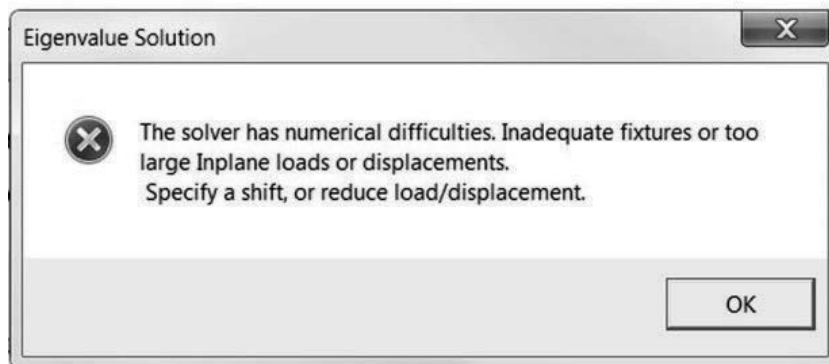 Eigenvalue Solution
The solver has numerical difficulties. Inadequate fixtures or too
large Inplane loads or displacements.
Specify a shift, or reduce load/displacement.
OK